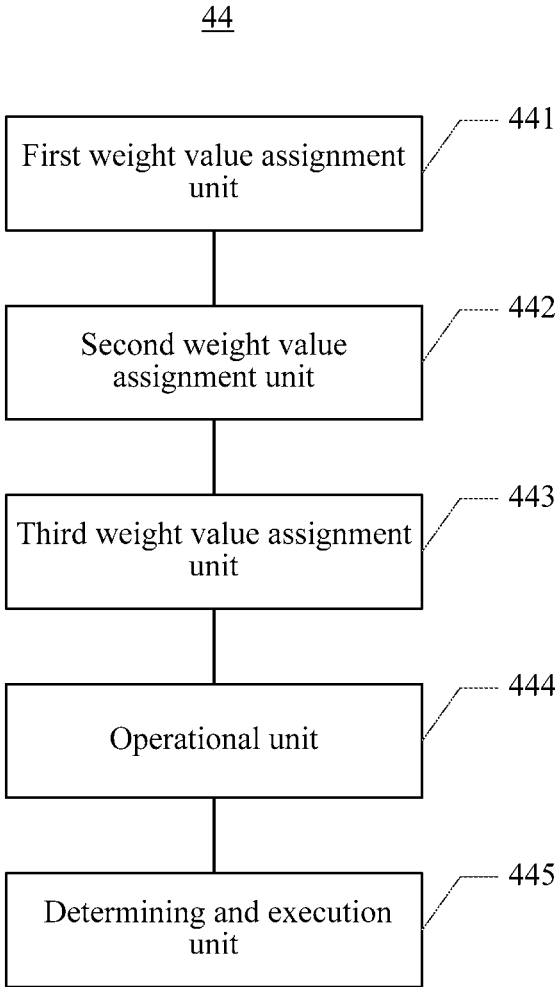 44
441
First weight value assignment
unit
442
Second weight value
assignment unit
443
Third weight value assignment
unit
444
Operational unit
445
Determining and execution
unit